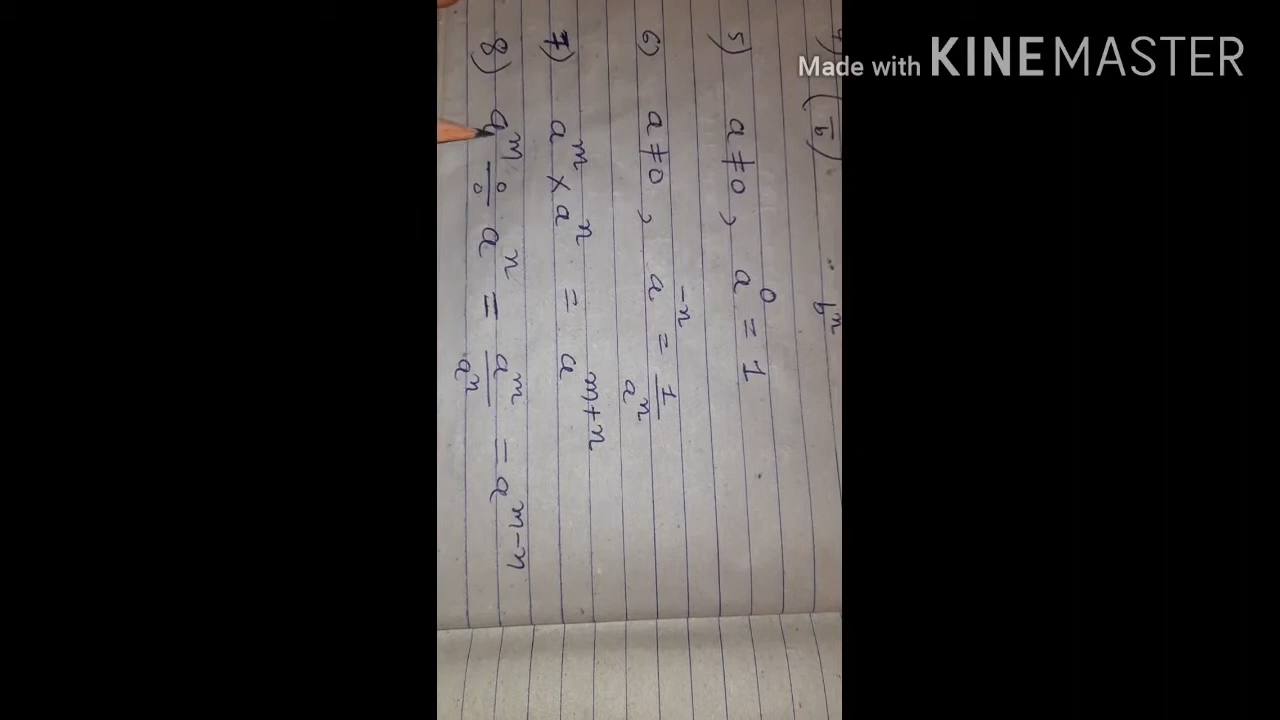 Made with KINEMASTER
5) a ≠ 0, a⁰ = 1
6) a ≠ 0, a⁻ⁿ = 1/aⁿ
7) aᵐ × aⁿ = aᵐ⁺ⁿ
8) aᵐ ÷ aⁿ = aᵐ/aⁿ = aᵐ⁻ⁿ